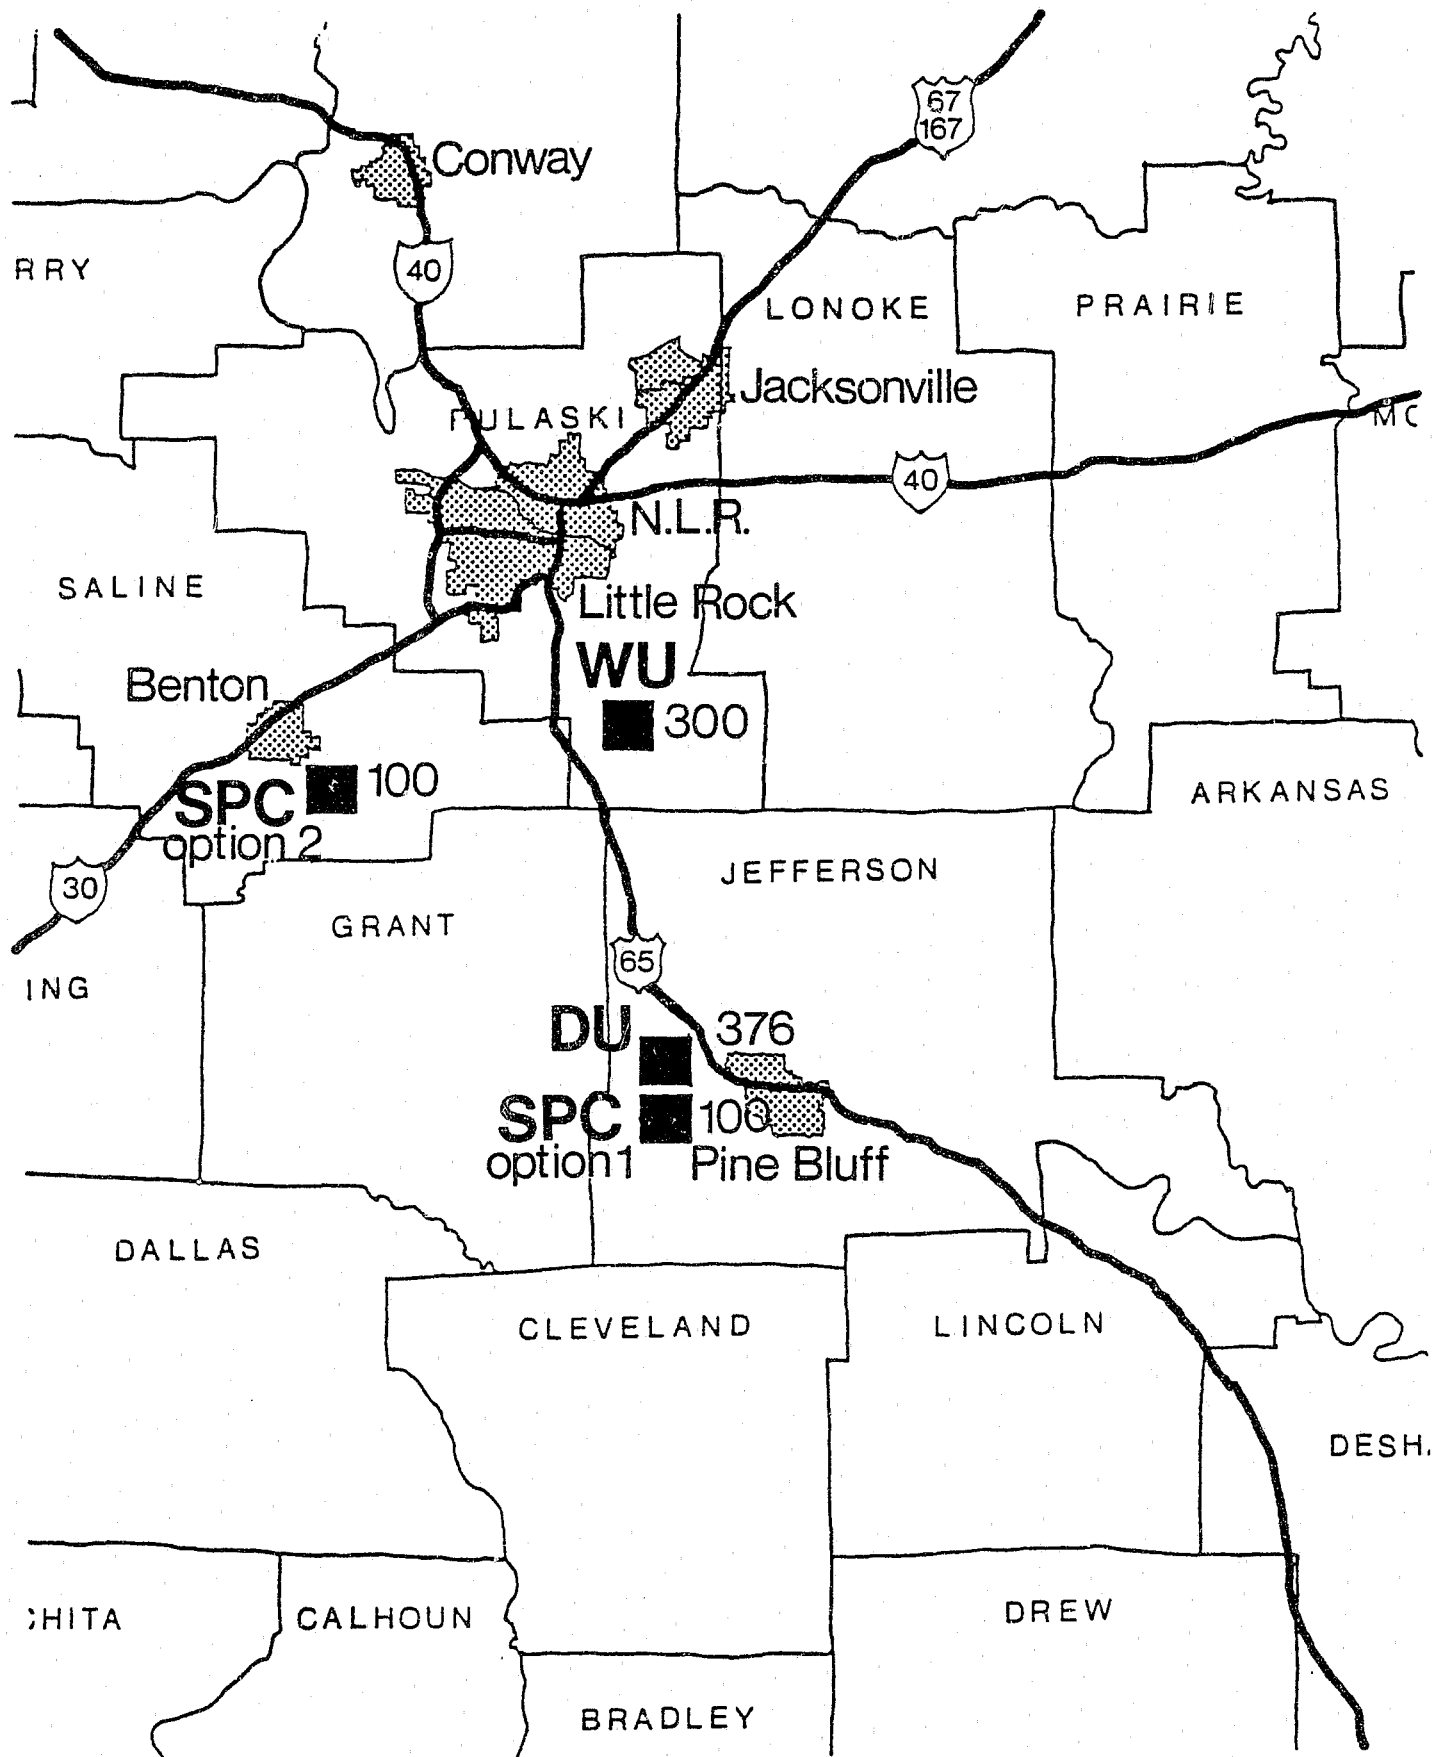 67
167
Conway
40
RRY
LONOKE
PRAIRIE
Jacksonville
PULASKI
MC
40
N.L.R.
SALINE
Little Rock
WU
300
Benton
SPC
100
option 2
ARKANSAS
30
JEFFERSON
GRANT
65
ING
DU
376
SPC
100
option1
Pine Bluff
DALLAS
CLEVELAND
LINCOLN
DESH
HITA
CALHOUN
DREW
BRADLEY